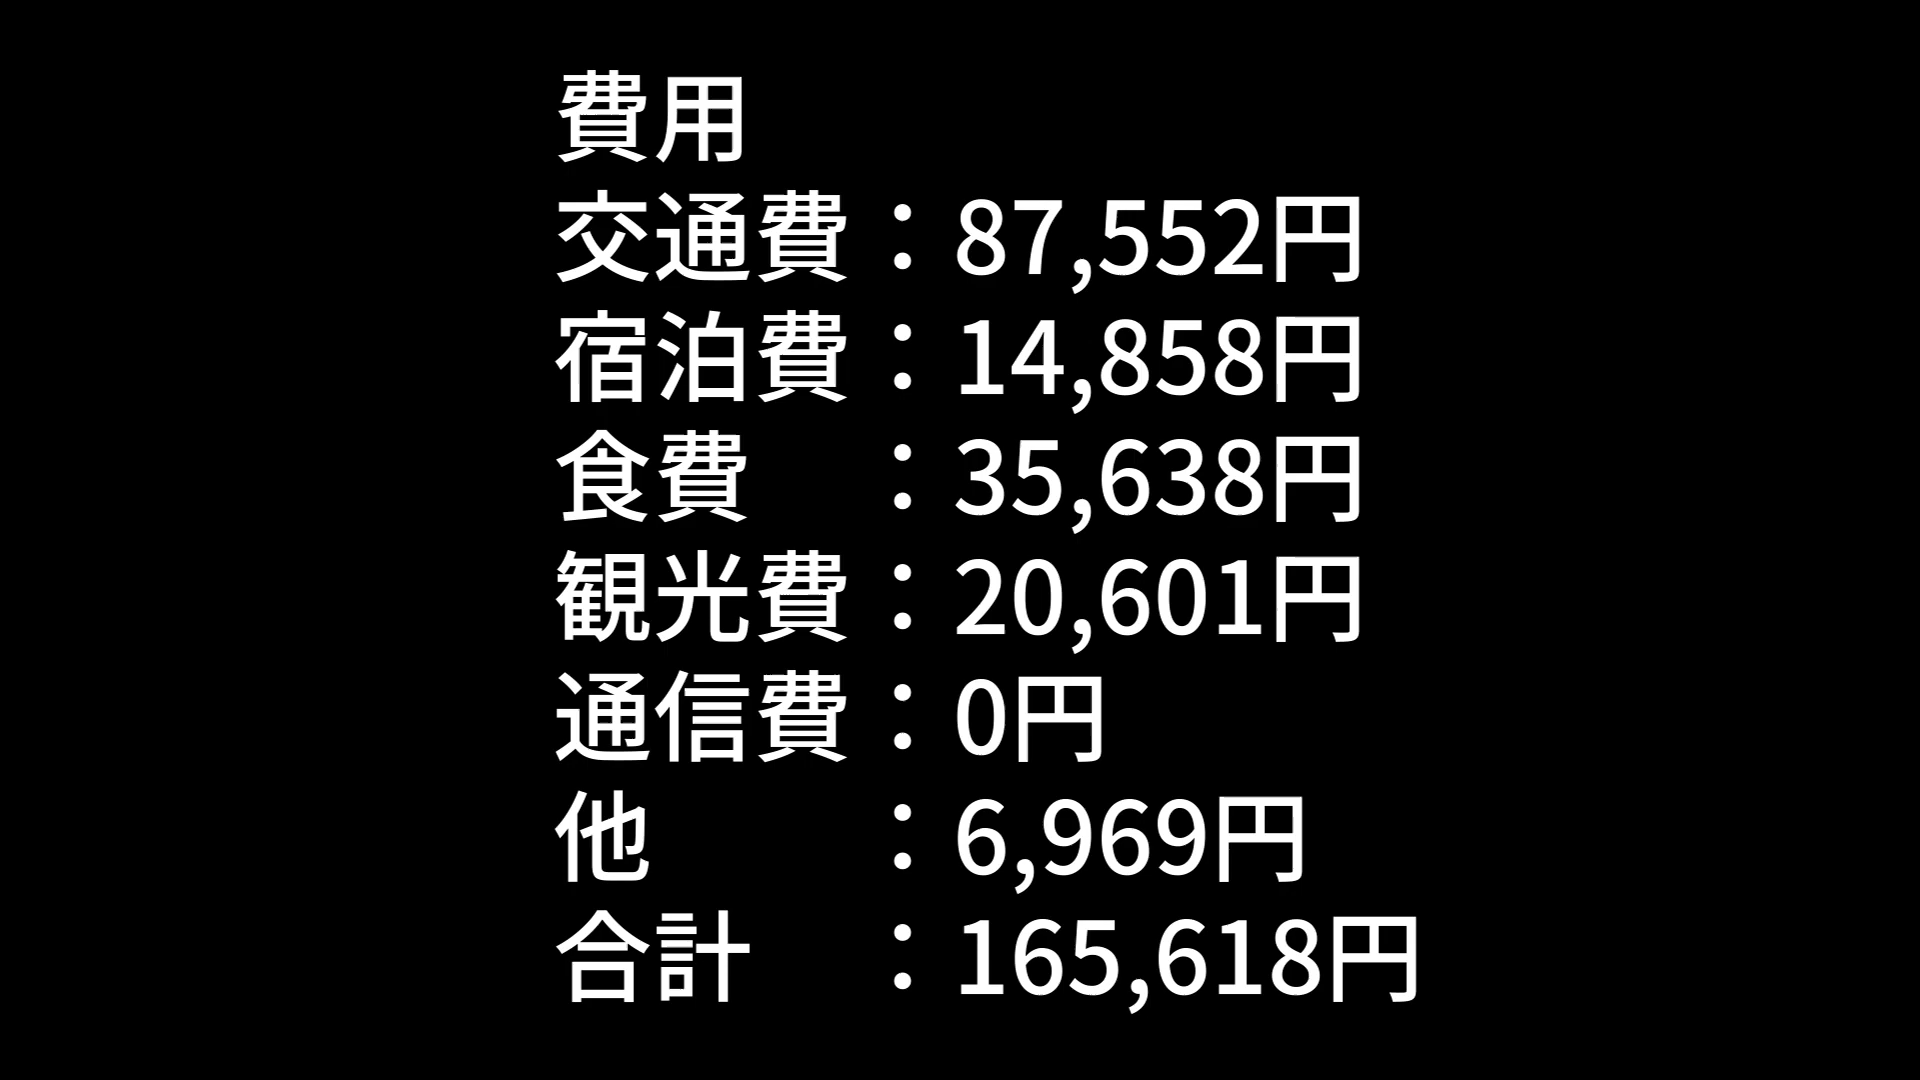 費用
交通費：87,552円
宿泊費：14,858円
食費　：35,638円
観光費：20,601円
通信費：0円
他　　：6,969円
合計　：165,618円